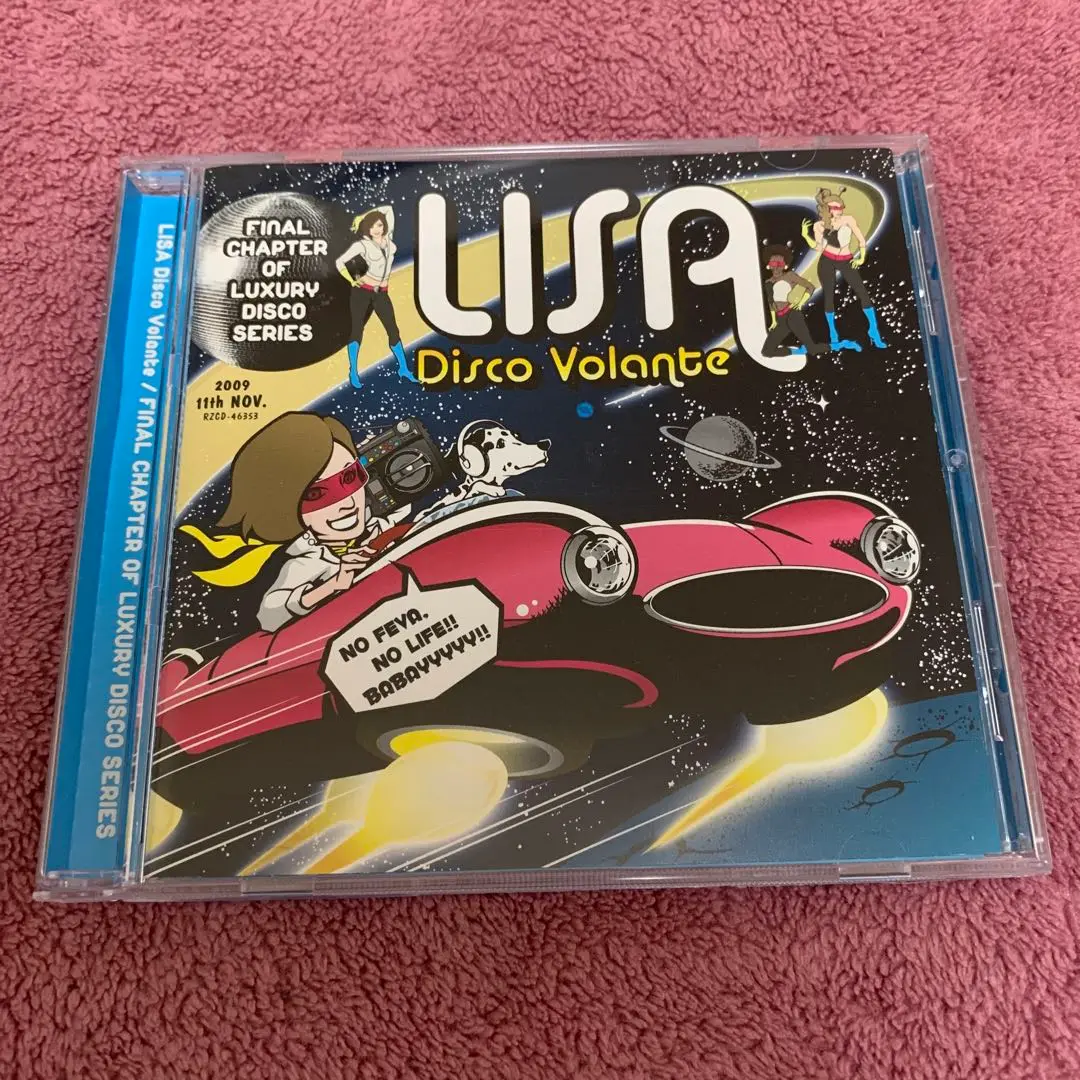 LISA Disco Volante / FINAL CHAPTER OF LUXURY DISCO SERIES
FINAL
CHAPTER
OF
LUXURY
DISCO
SERIES
LISA
Disco Volante
2009
11th NOV.
RZCD-46353
NO FEVA,
NO LIFE!!
BABAYYYYY!!